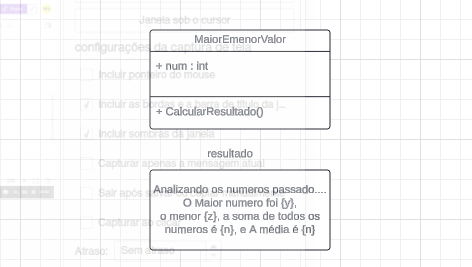 Janela sob o cursor
MaiorEmenorValor
configurações da captura de tela
+ num : int
Incluir ponteiro do mouse
Incluir as bordas e a barra de título da j...
+ CalcularResultado()
Incluir sombras da janela
resultado
Capturar apenas a mensagem atual
Analizando os numeros passado....
Sair após
O Maior numero foi {y},
o menor {z}, a soma de todos os
Capturar ao clicar
numeros é {n}, e A média é {n}
Atraso: Sem atraso